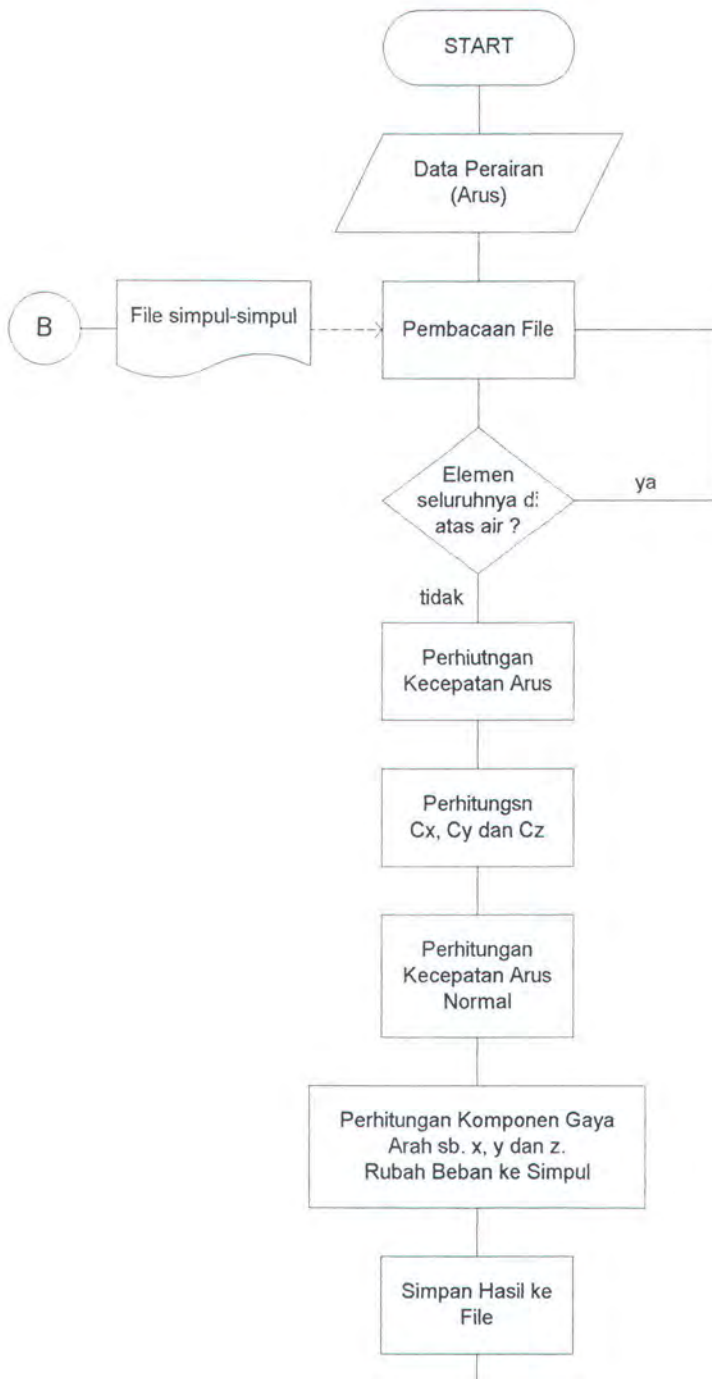 START
Data Perairan
(Arus)
B
File simpul-simpul
Pembacaan File
Elemen
seluruhnya di
atas air ?
ya
tidak
Perhiutngan
Kecepatan Arus
Perhitungsn
Cx, Cy dan Cz
Perhitungan
Kecepatan Arus
Normal
Perhitungan Komponen Gaya
Arah sb. x, y dan z.
Rubah Beban ke Simpul
Simpan Hasil ke
File